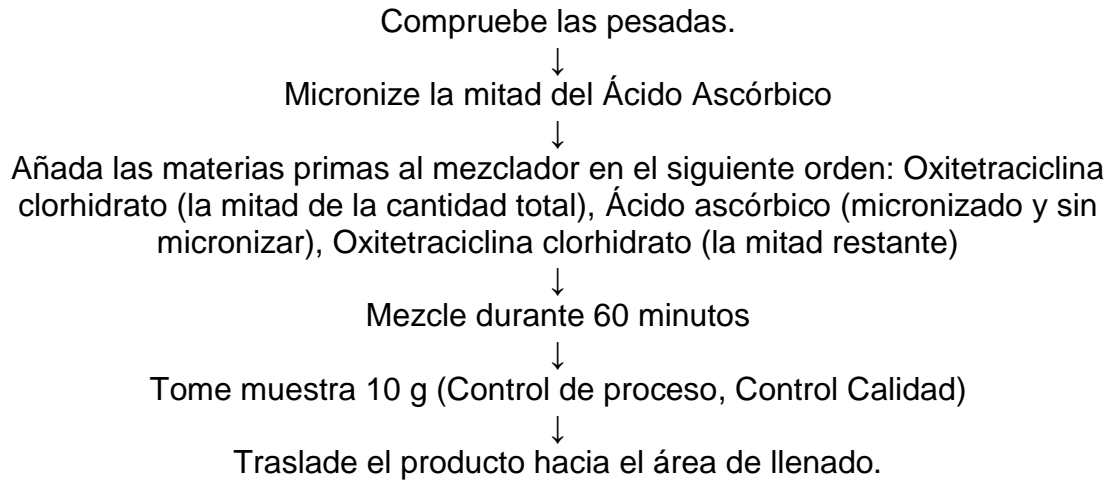 Compruebe las pesadas.
↓
Micronize la mitad del Ácido Ascórbico
↓
Añada las materias primas al mezclador en el siguiente orden: Oxitetraciclina
clorhidrato (la mitad de la cantidad total), Ácido ascórbico (micronizado y sin
micronizar), Oxitetraciclina clorhidrato (la mitad restante)
↓
Mezcle durante 60 minutos
↓
Tome muestra 10 g (Control de proceso, Control Calidad)
↓
Traslade el producto hacia el área de llenado.